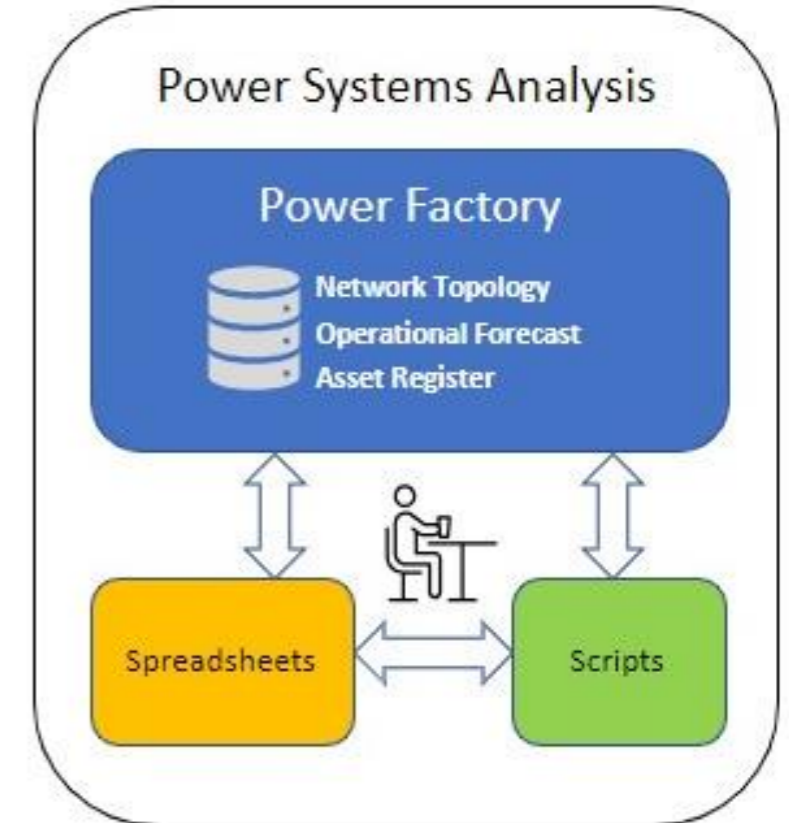 Power Systems Analysis
Power Factory
Network Topology
Operational Forecast
Asset Register
Spreadsheets
Scripts